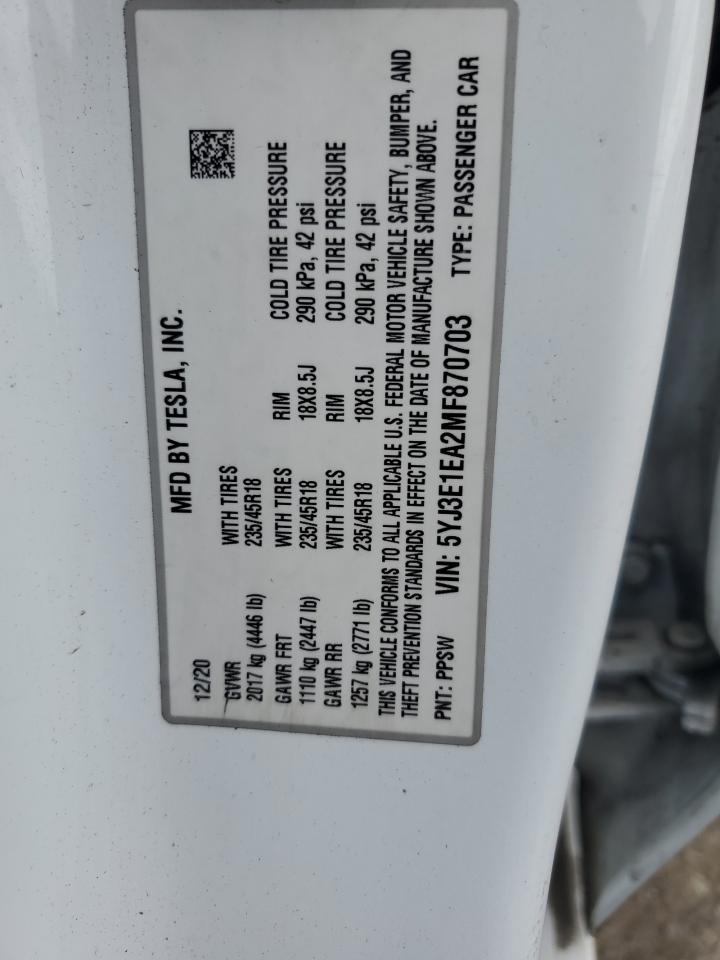 MFD BY TESLA, INC.
12/20
GVWR WITH TIRES
2017 kg (4446 lb) 235/45R18
GAWR FRT WITH TIRES RIM COLD TIRE PRESSURE
1110 kg (2447 lb) 235/45R18 18X8.5J 290 kPa, 42 psi
GAWR RR WITH TIRES RIM COLD TIRE PRESSURE
1257 kg (2771 lb) 235/45R18 18X8.5J 290 kPa, 42 psi
THIS VEHICLE CONFORMS TO ALL APPLICABLE U.S. FEDERAL MOTOR VEHICLE SAFETY, BUMPER, AND
THEFT PREVENTION STANDARDS IN EFFECT ON THE DATE OF MANUFACTURE SHOWN ABOVE.
PNT: PPSW VIN: 5YJ3E1EA2MF870703 TYPE: PASSENGER CAR